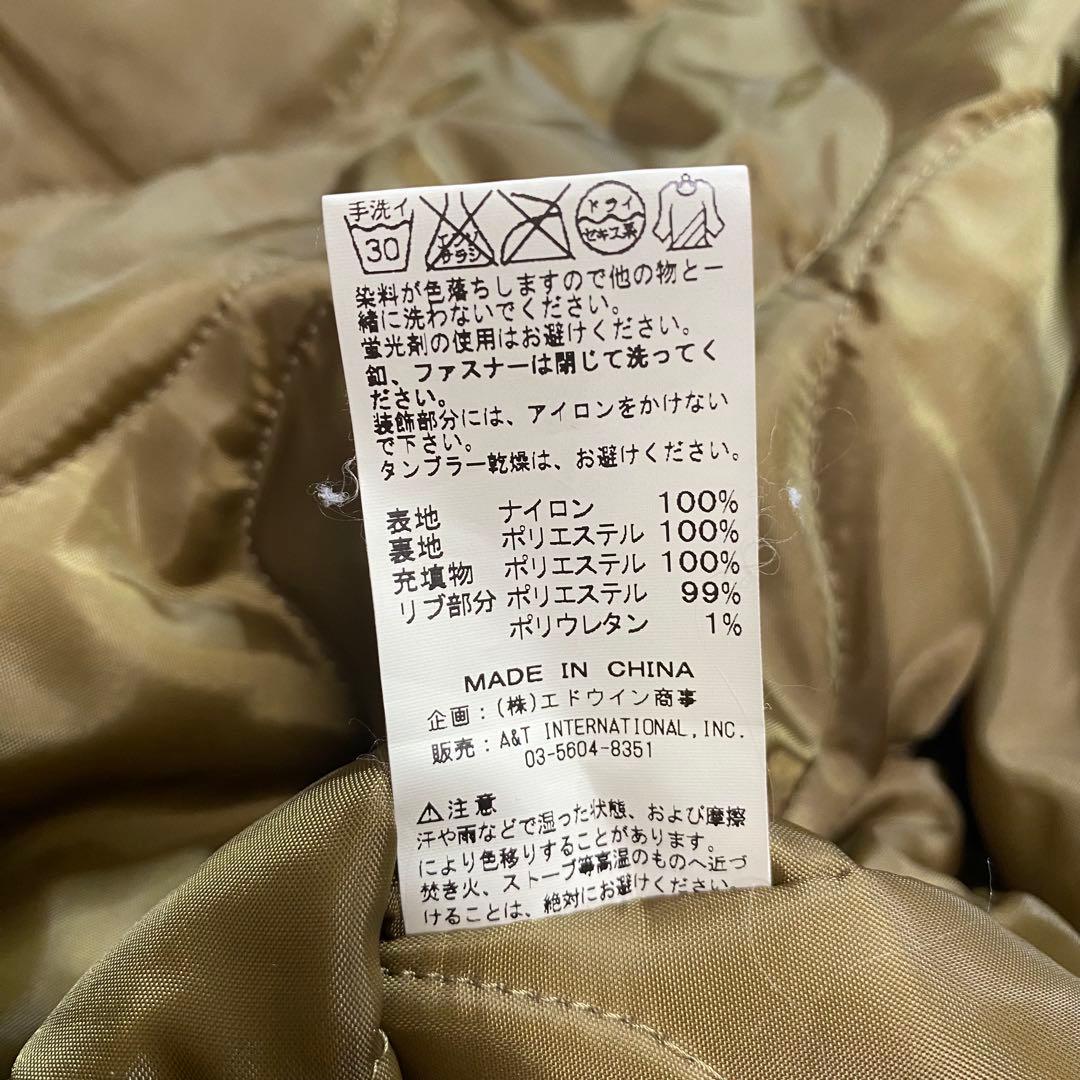 手洗イ
30
エンソ
サラシ
ドライ
セキユ系
染料が色落ちしますので他の物と一
緒に洗わないでください。
蛍光剤の使用はお避けください。
釦、ファスナーは閉じて洗ってく
ださい。
装飾部分には、アイロンをかけない
で下さい。
タンブラー乾燥は、お避けください。
表地 ナイロン 100%
裏地 ポリエステル 100%
充填物 ポリエステル 100%
リブ部分 ポリエステル 99%
ポリウレタン 1%
MADE IN CHINA
企画:(株)エドウイン商事
販売:A&T INTERNATIONAL,INC.
03-5604-8351
⚠注意
汗や雨などで湿った状態、および摩擦
により色移りすることがあります。
焚き火、ストーブ等高温のものへ近づ
けることは、絶対にお避けください。